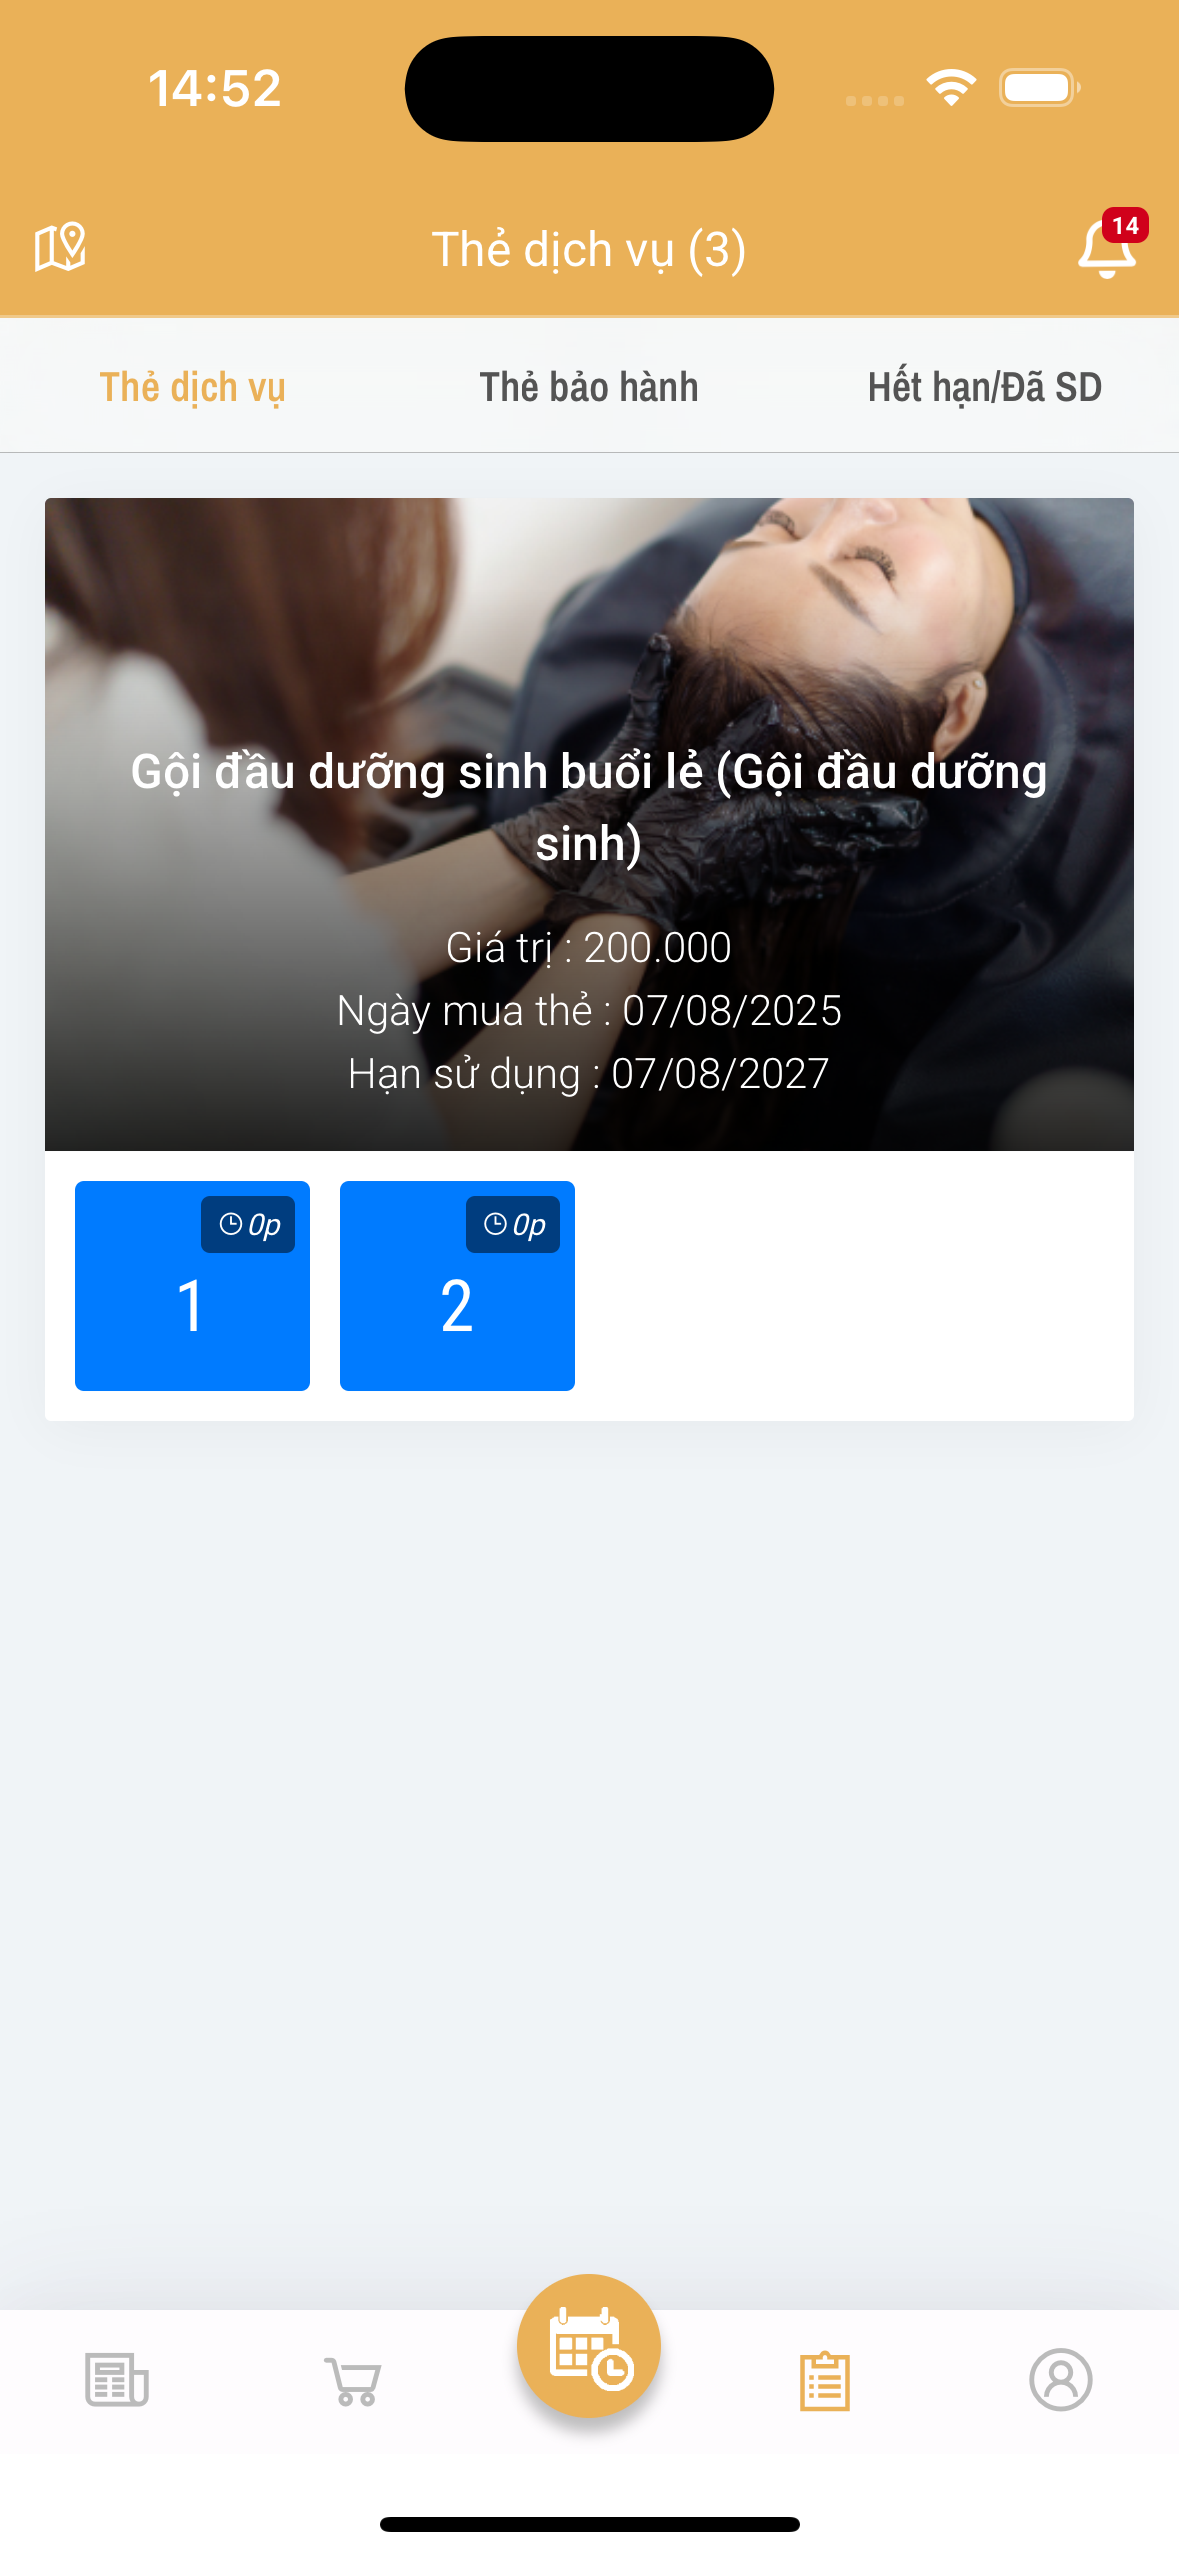 14:52
Thẻ dịch vụ (3)
14
Thẻ dịch vụ
Thẻ bảo hành
Hết hạn/Đã SD
Gội đầu dưỡng sinh buổi lẻ (Gội đầu dưỡng
sinh)
Giá trị : 200.000
Ngày mua thẻ : 07/08/2025
Hạn sử dụng : 07/08/2027
0p
1
0p
2